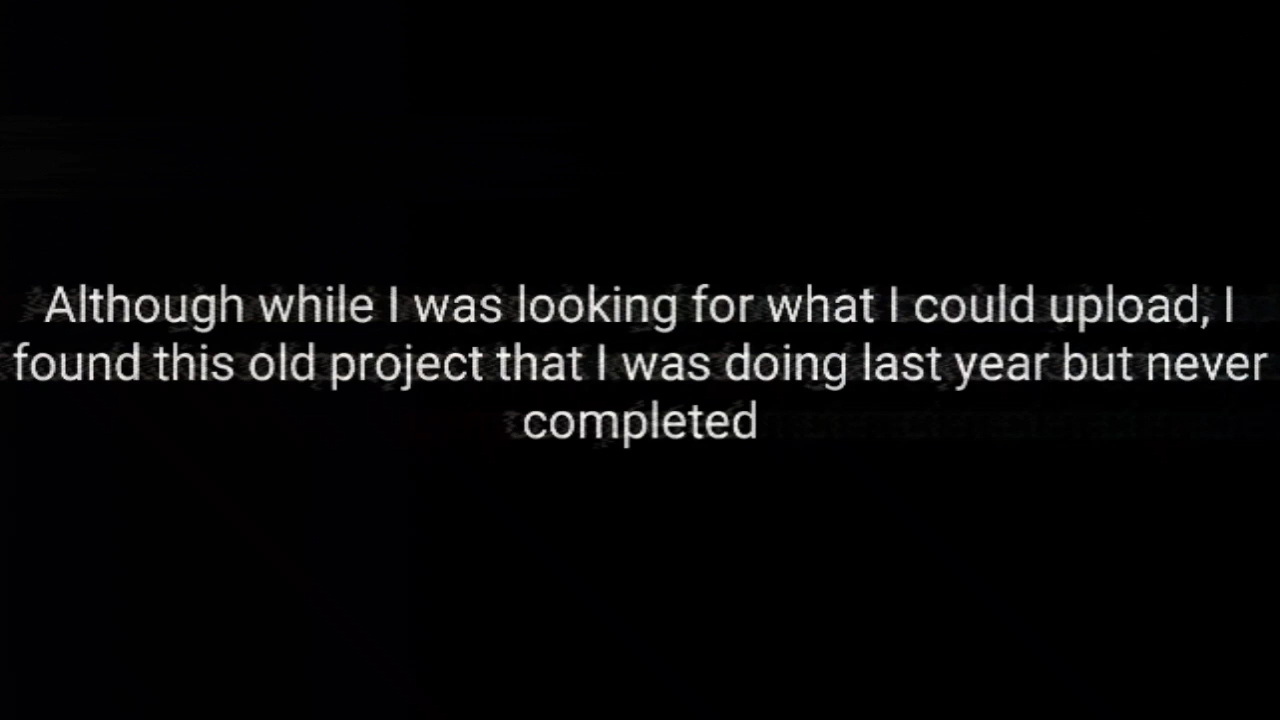 Although while I was looking for what I could upload, I
found this old project that I was doing last year but never
completed